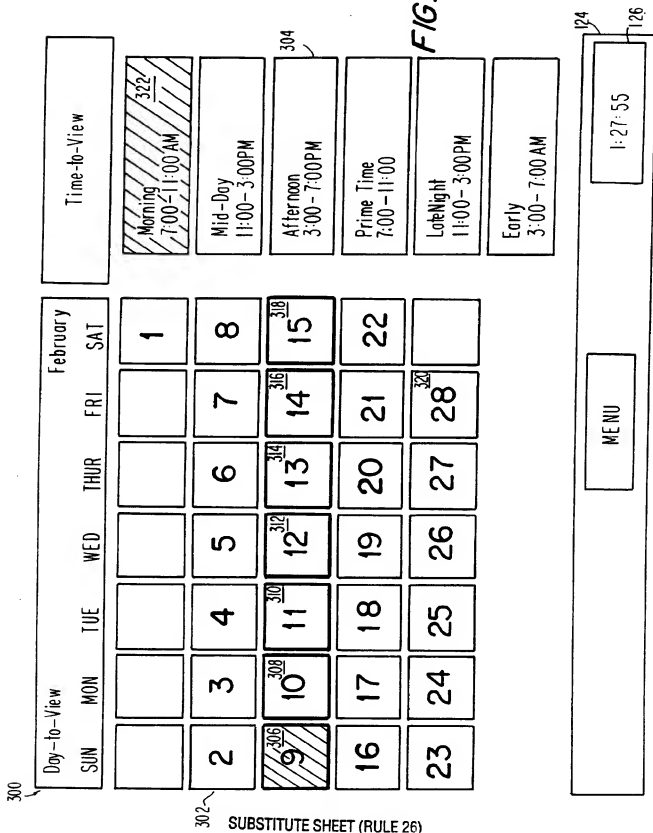 300
Day-to-View February
SUN MON TUE WED THUR FRI SAT
1
2 3 4 5 6 7 8
9 10 11 12 13 14 15
306 308 310 312 314 316 318
16 17 18 19 20 21 22
23 24 25 26 27 28
320
302
Time-to-View
Morning 322
7:00-11:00 AM
Mid-Day
11:00-3:00PM
Afternoon
3:00-7:00PM
304
Prime Time
7:00-11:00
LateNight
11:00-3:00PM
Early
3:00-7:00 AM
FIG.
MENU
1:27:55
124
126
SUBSTITUTE SHEET (RULE 26)